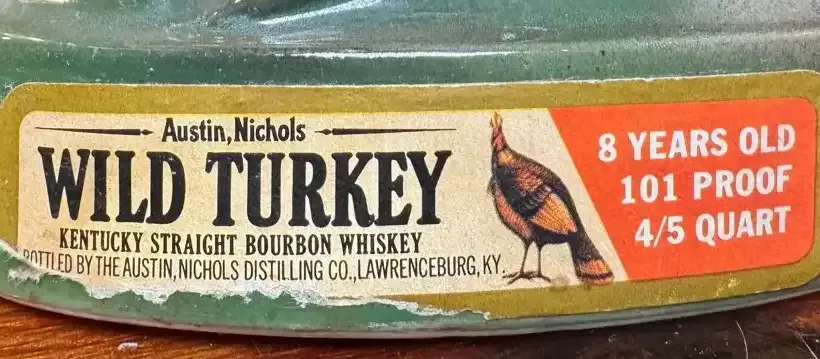 Austin, Nichols
WILD TURKEY
KENTUCKY STRAIGHT BOURBON WHISKEY
BOTTLED BY THE AUSTIN, NICHOLS DISTILLING CO., LAWRENCEBURG, KY.
8 YEARS OLD
101 PROOF
4/5 QUART